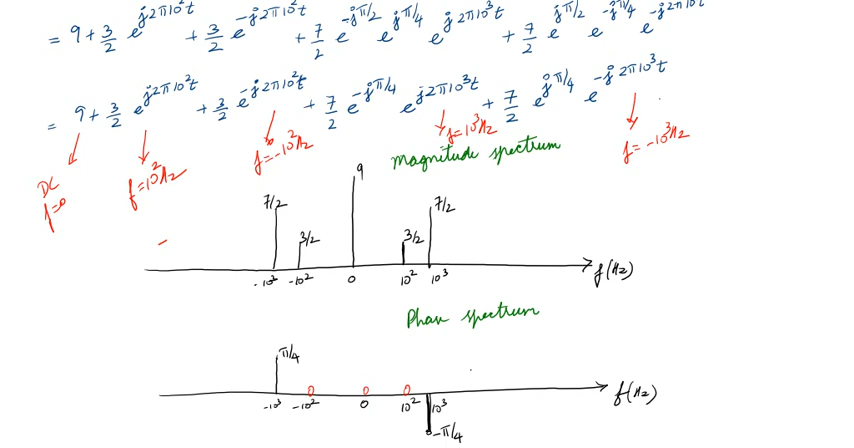 = 9 + 3/2 e^{j2π10²t} + 3/2 e^{-j2π10²t} + 7/2 e^{-jπ/2} e^{jπ/4} e^{j2π10³t} + 7/2 e^{jπ/2} e^{-jπ/4} e^{-j2π10³t}
= 9 + 3/2 e^{j2π10²t} + 3/2 e^{-j2π10²t} + 7/2 e^{-jπ/4} e^{j2π10³t} + 7/2 e^{jπ/4} e^{-j2π10³t}
DC
f=0
f=10²Hz
f=-10²Hz
f=10³Hz
f=-10³Hz
Magnitude spectrum
7/2 3/2 9 3/2 7/2
-10³ -10² 0 10² 10³ f(Hz)
Phase spectrum
π/4
0 0 0
-10³ -10² 0 10² 10³ f(Hz)
-π/4